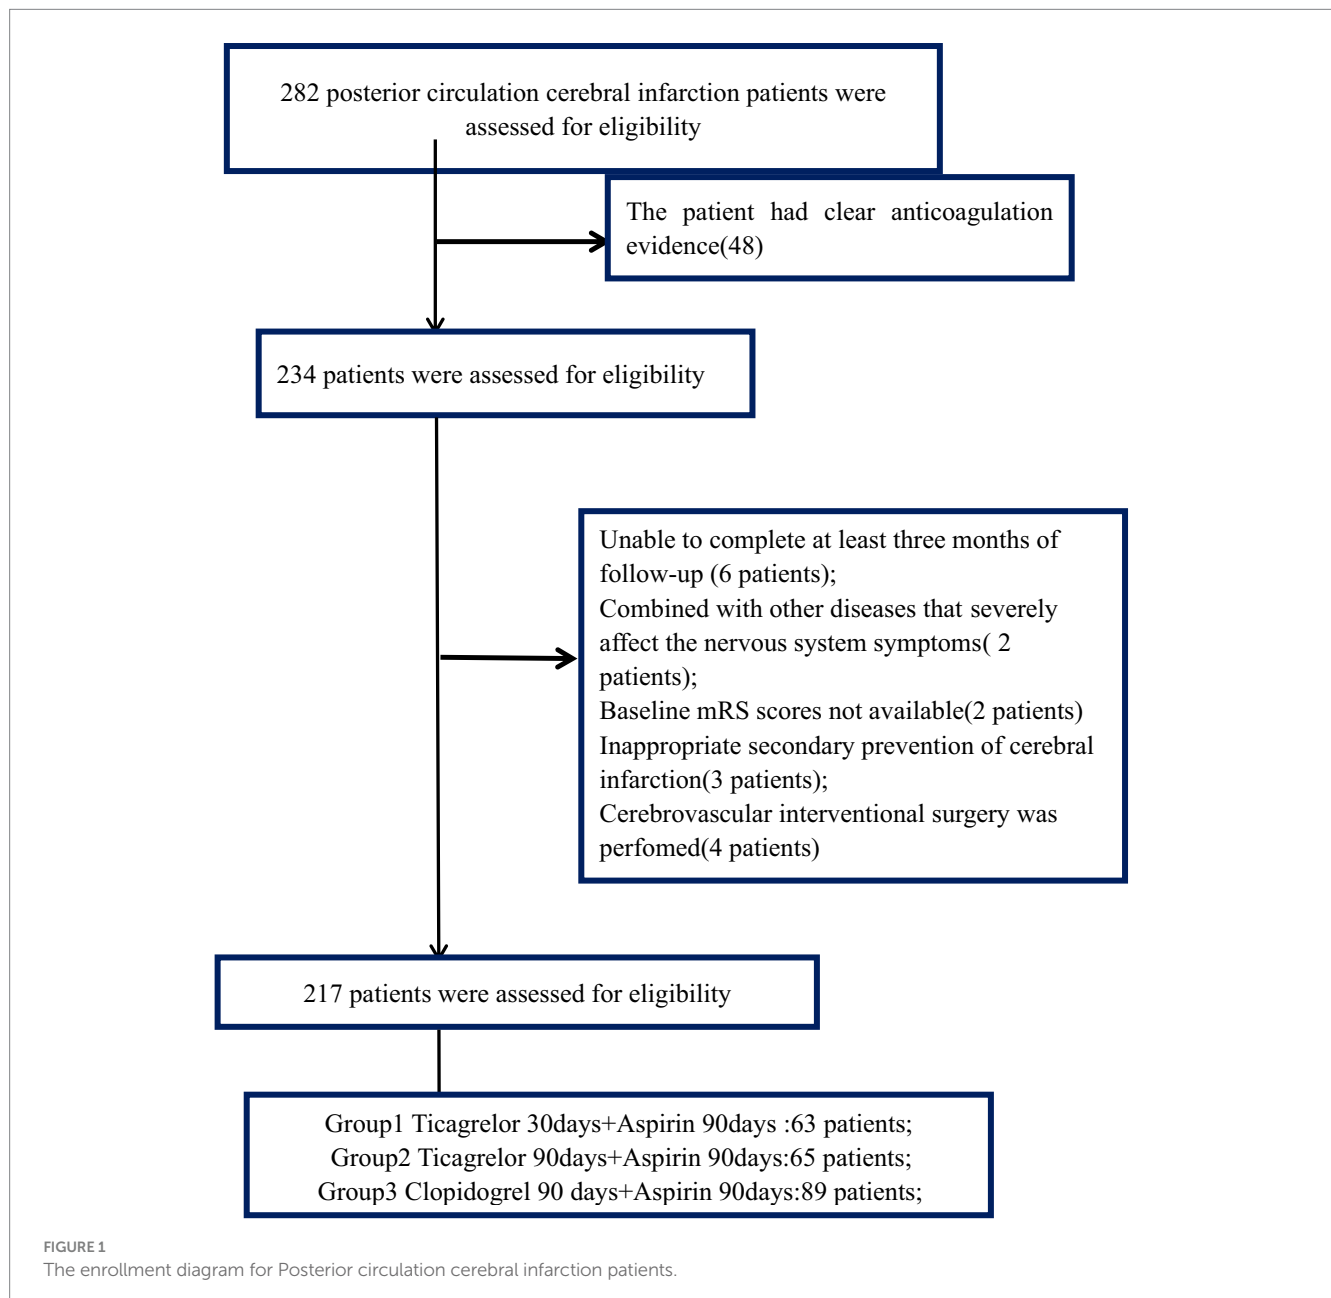 282 posterior circulation cerebral infarction patients were
assessed for eligibility
The patient had clear anticoagulation
evidence(48)
234 patients were assessed for eligibility
Unable to complete at least three months of
follow-up (6 patients);
Combined with other diseases that severely
affect the nervous system symptoms( 2
patients);
Baseline mRS scores not available(2 patients)
Inappropriate secondary prevention of cerebral
infarction(3 patients);
Cerebrovascular interventional surgery was
perfomed(4 patients)
217 patients were assessed for eligibility
Group1 Ticagrelor 30days+Aspirin 90days :63 patients;
Group2 Ticagrelor 90days+Aspirin 90days:65 patients;
Group3 Clopidogrel 90 days+Aspirin 90days:89 patients;
FIGURE 1
The enrollment diagram for Posterior circulation cerebral infarction patients.